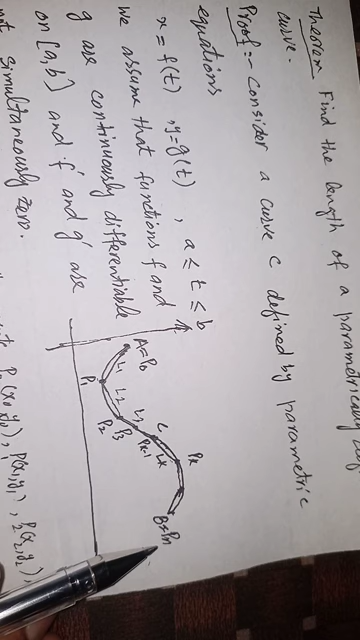 Theorem Find the length of a parametrically
curve.
Proof:- Consider a curve C defined by parametric
equations
x = f(t) , y = g(t) , a ≤ t ≤ b
we assume that functions f and
g are continuously differentiable
on [a,b] and f' and g' are
not simultaneously zero.
P₀(x₀,y₀), P₁(x₁,y₁), P₂(x₂,y₂),
A=P₀
L₁
P₁
L₂
P₂
P₃
L₃
C
Pk-1
Lk
Pk
B=Pn